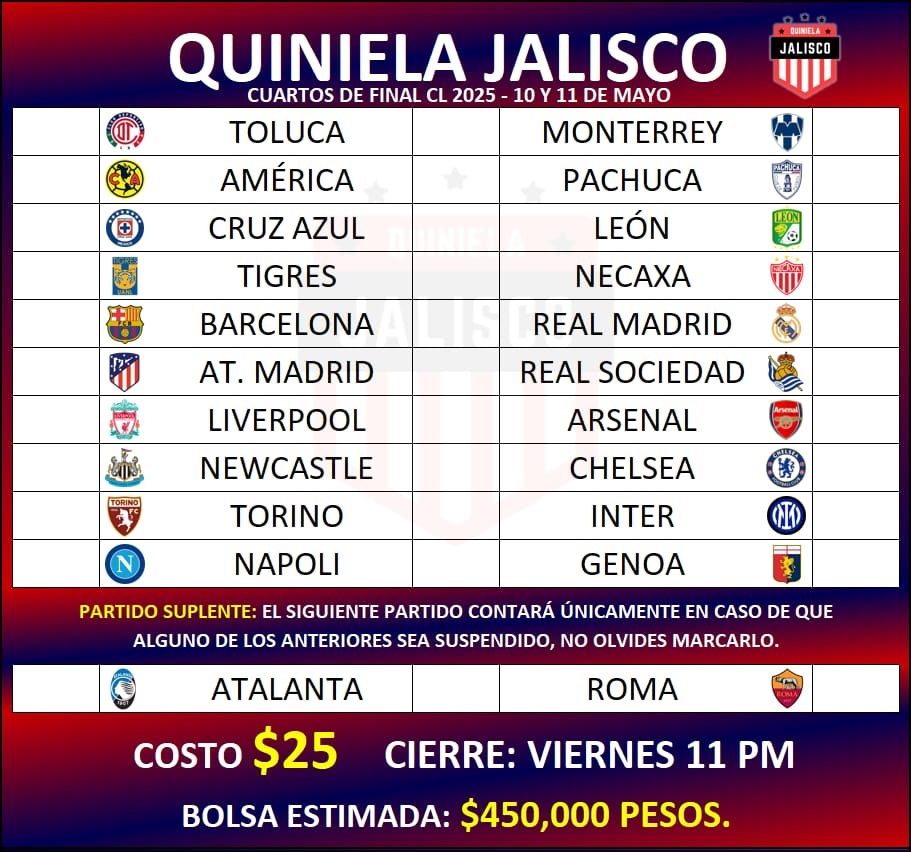 QUINIELA JALISCO
QUINIELA
JALISCO
CUARTOS DE FINAL CL 2025 - 10 Y 11 DE MAYO
TOLUCA MONTERREY
AMÉRICA PACHUCA
CRUZ AZUL LEÓN
TIGRES NECAXA
BARCELONA REAL MADRID
AT. MADRID REAL SOCIEDAD
LIVERPOOL ARSENAL
NEWCASTLE CHELSEA
TORINO INTER
NAPOLI GENOA
QUINIELA
JALISCO
PARTIDO SUPLENTE: EL SIGUIENTE PARTIDO CONTARÁ ÚNICAMENTE EN CASO DE QUE
ALGUNO DE LOS ANTERIORES SEA SUSPENDIDO, NO OLVIDES MARCARLO.
ATALANTA ROMA
COSTO $25 CIERRE: VIERNES 11 PM
BOLSA ESTIMADA: $450,000 PESOS.